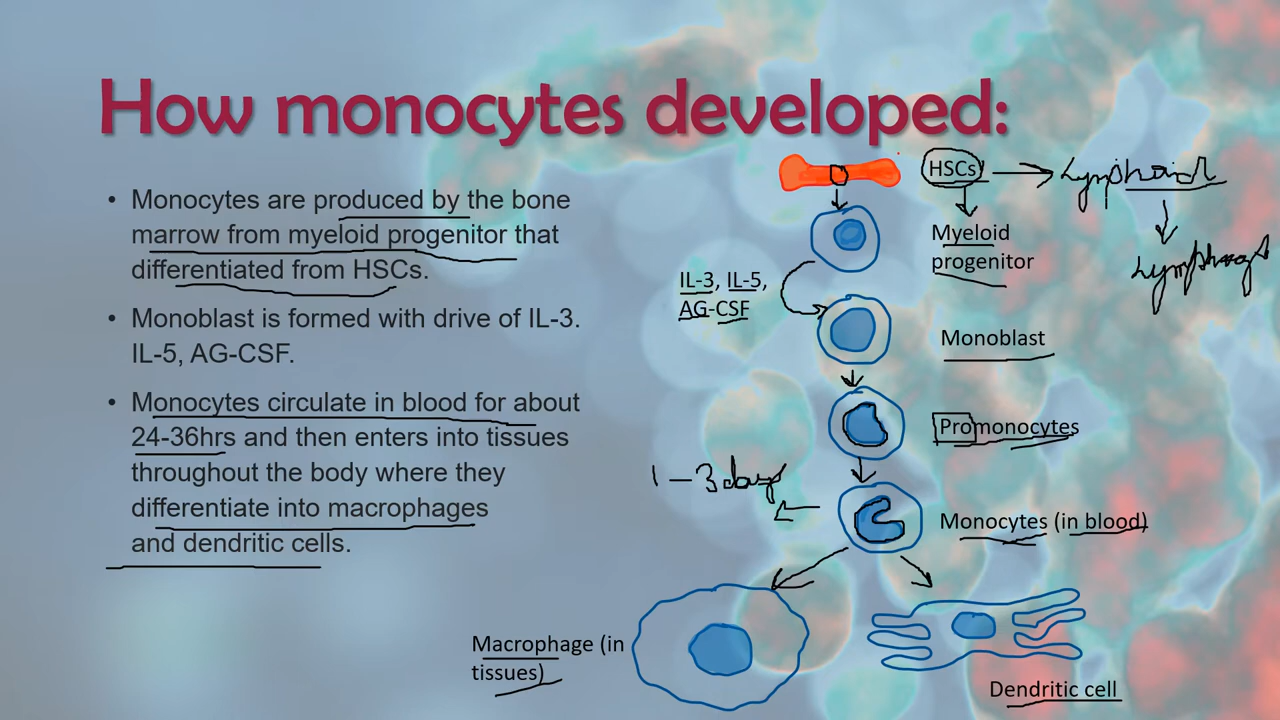 How monocytes developed:
• Monocytes are produced by the bone
marrow from myeloid progenitor that
differentiated from HSCs.
• Monoblast is formed with drive of IL-3.
IL-5, AG-CSF.
• Monocytes circulate in blood for about
24-36hrs and then enters into tissues
throughout the body where they
differentiate into macrophages
and dendritic cells.
HSCs
Lymphoid
Myeloid
progenitor
IL-3, IL-5,
AG-CSF
Monoblast
Promonocytes
1-3 days
Monocytes (in blood)
Macrophage (in
tissues)
Dendritic cell